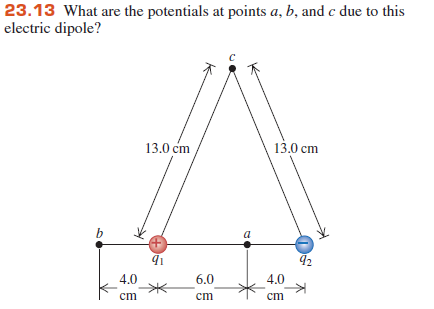 23.13 What are the potentials at points a, b, and c due to this
electric dipole?
c
13.0 cm
13.0 cm
b
a
+
−
q1
q2
4.0
cm
6.0
cm
4.0
cm